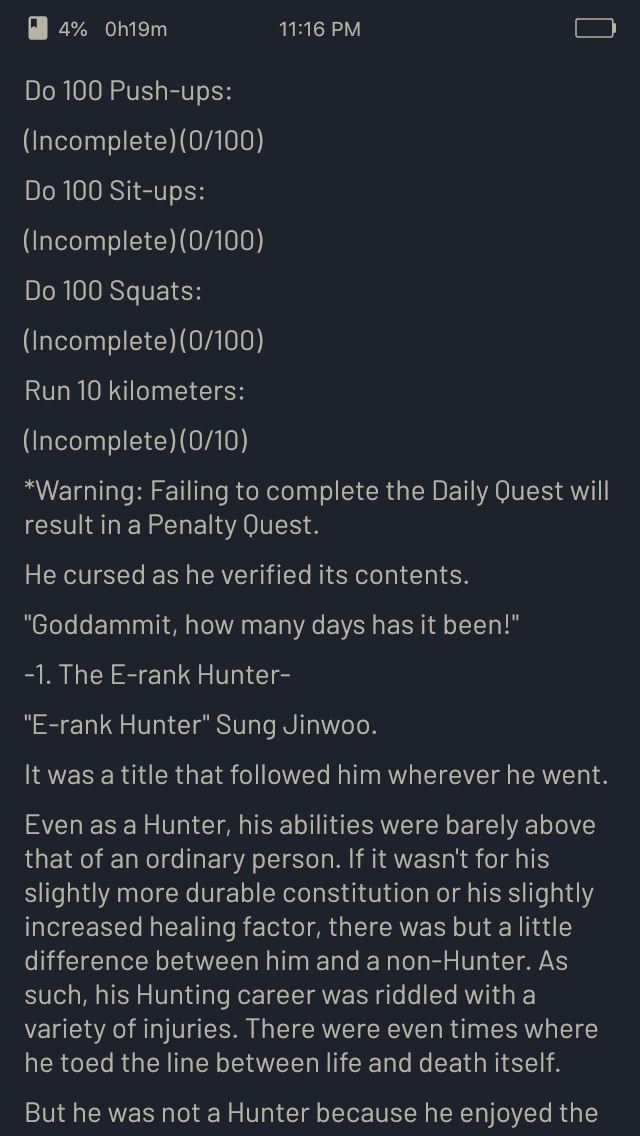 4% 0h19m 11:16 PM
Do 100 Push-ups:
(Incomplete)(0/100)
Do 100 Sit-ups:
(Incomplete)(0/100)
Do 100 Squats:
(Incomplete)(0/100)
Run 10 kilometers:
(Incomplete)(0/10)
*Warning: Failing to complete the Daily Quest will
result in a Penalty Quest.
He cursed as he verified its contents.
"Goddammit, how many days has it been!"
-1. The E-rank Hunter-
"E-rank Hunter" Sung Jinwoo.
It was a title that followed him wherever he went.
Even as a Hunter, his abilities were barely above
that of an ordinary person. If it wasn't for his
slightly more durable constitution or his slightly
increased healing factor, there was but a little
difference between him and a non-Hunter. As
such, his Hunting career was riddled with a
variety of injuries. There were even times where
he toed the line between life and death itself.
But he was not a Hunter because he enjoyed the